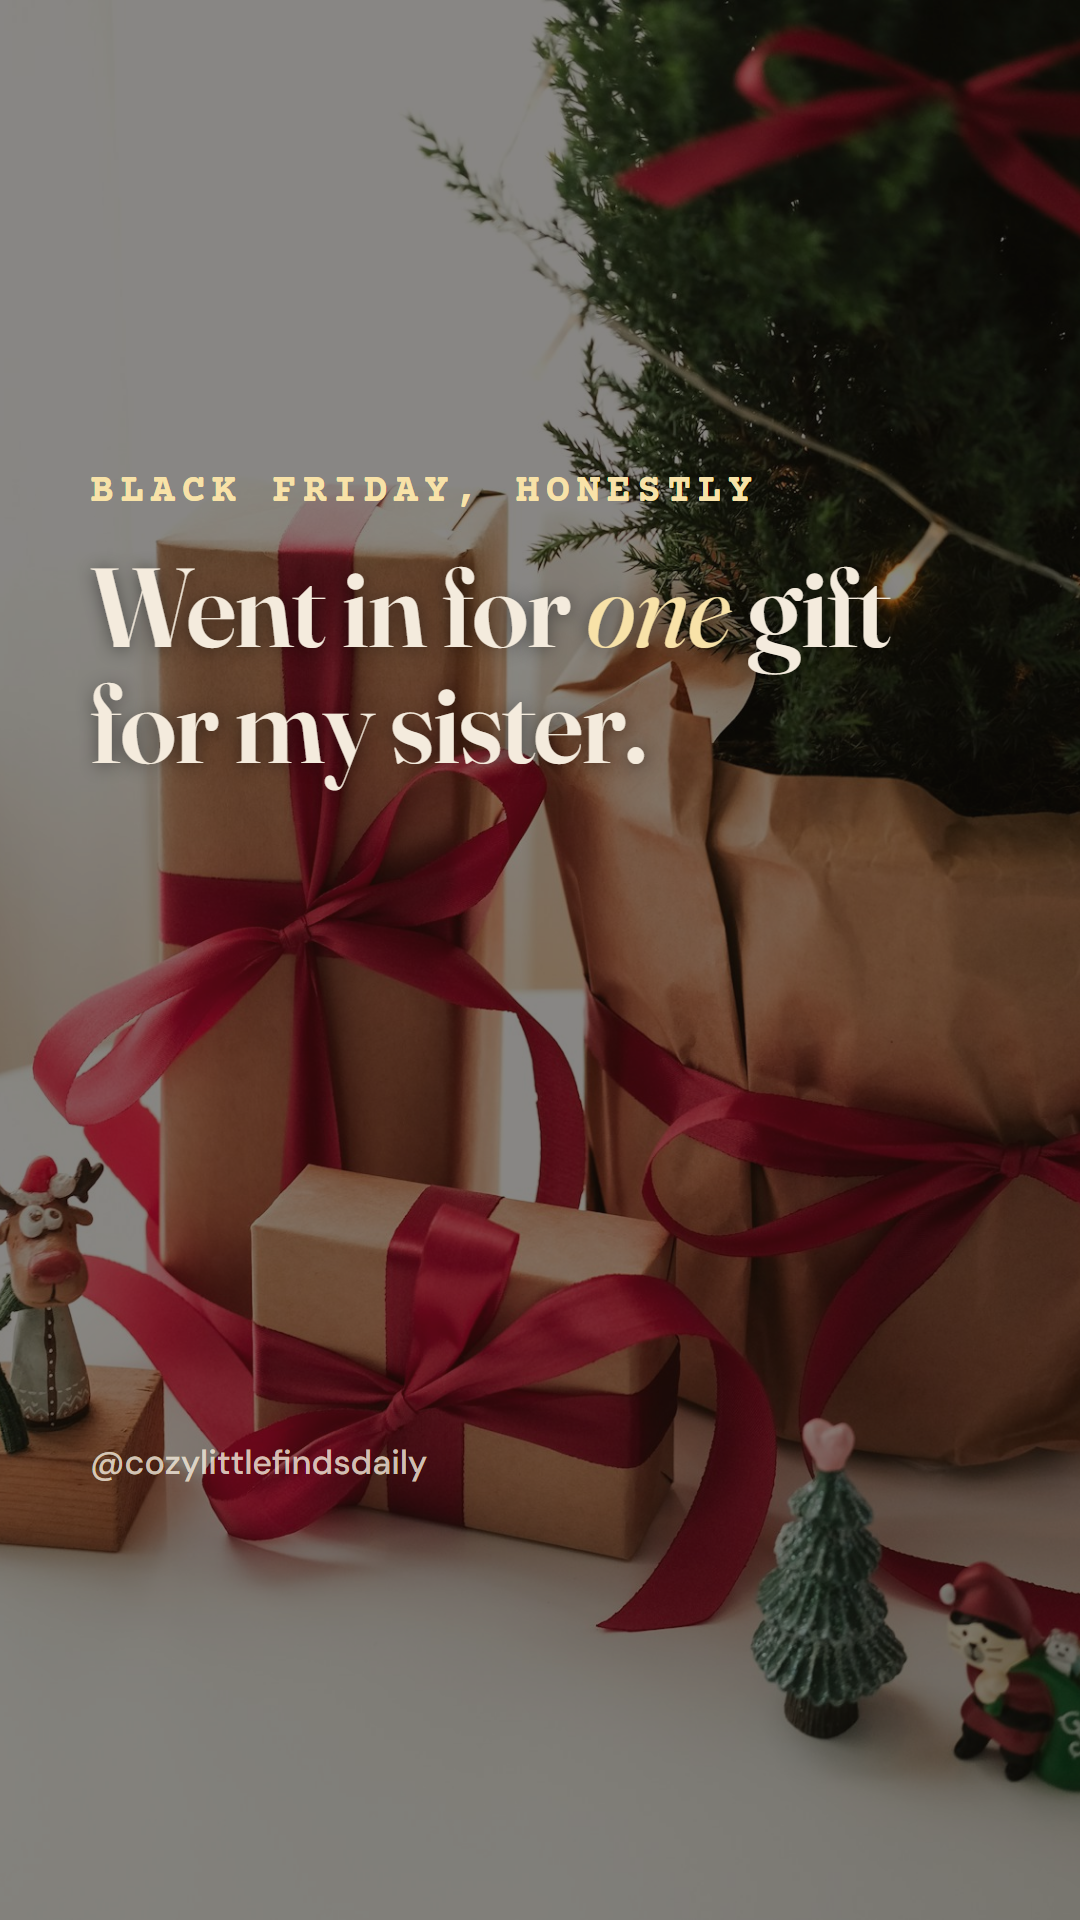 BLACK FRIDAY, HONESTLY
Went in for one gift
for my sister.
@cozylittlefindsdaily